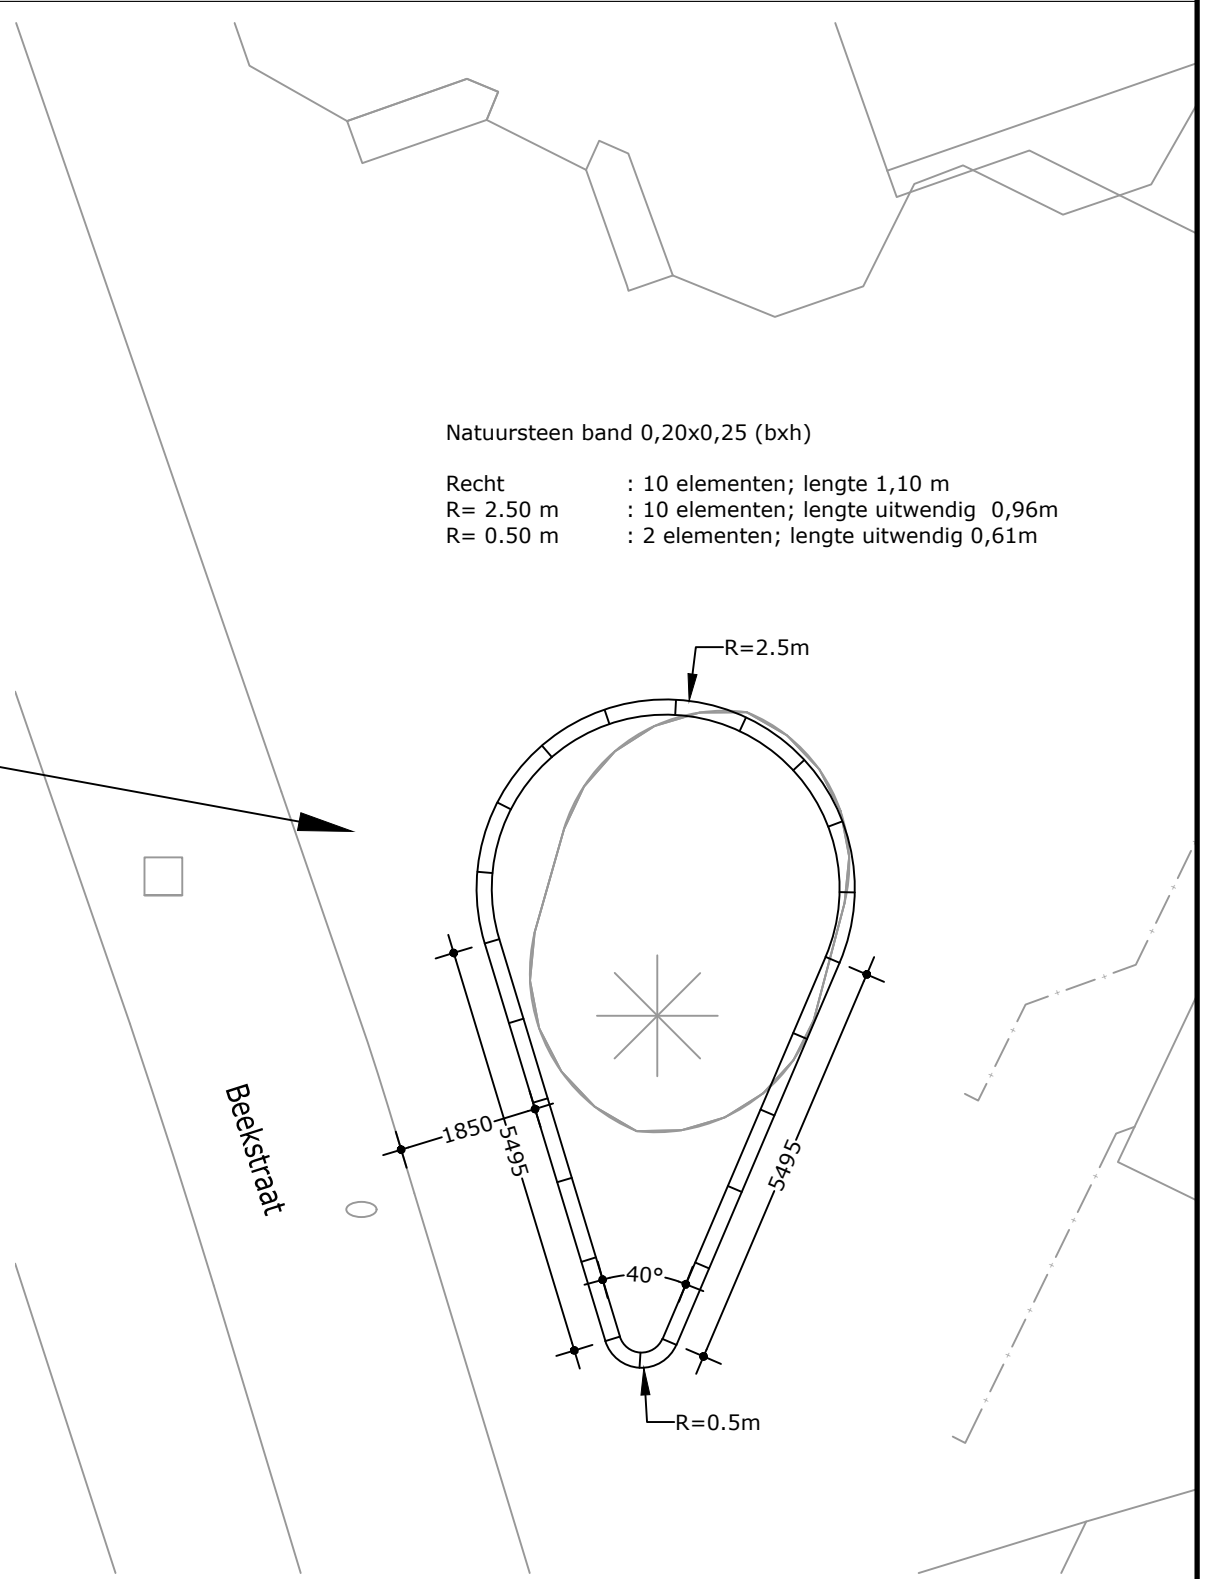 Natuursteen band 0,20x0,25 (bxh)
Recht : 10 elementen; lengte 1,10 m
R= 2.50 m : 10 elementen; lengte uitwendig 0,96m
R= 0.50 m : 2 elementen; lengte uitwendig 0,61m
R=2.5m
Beekstraat
1850
5495
5495
40°
R=0.5m